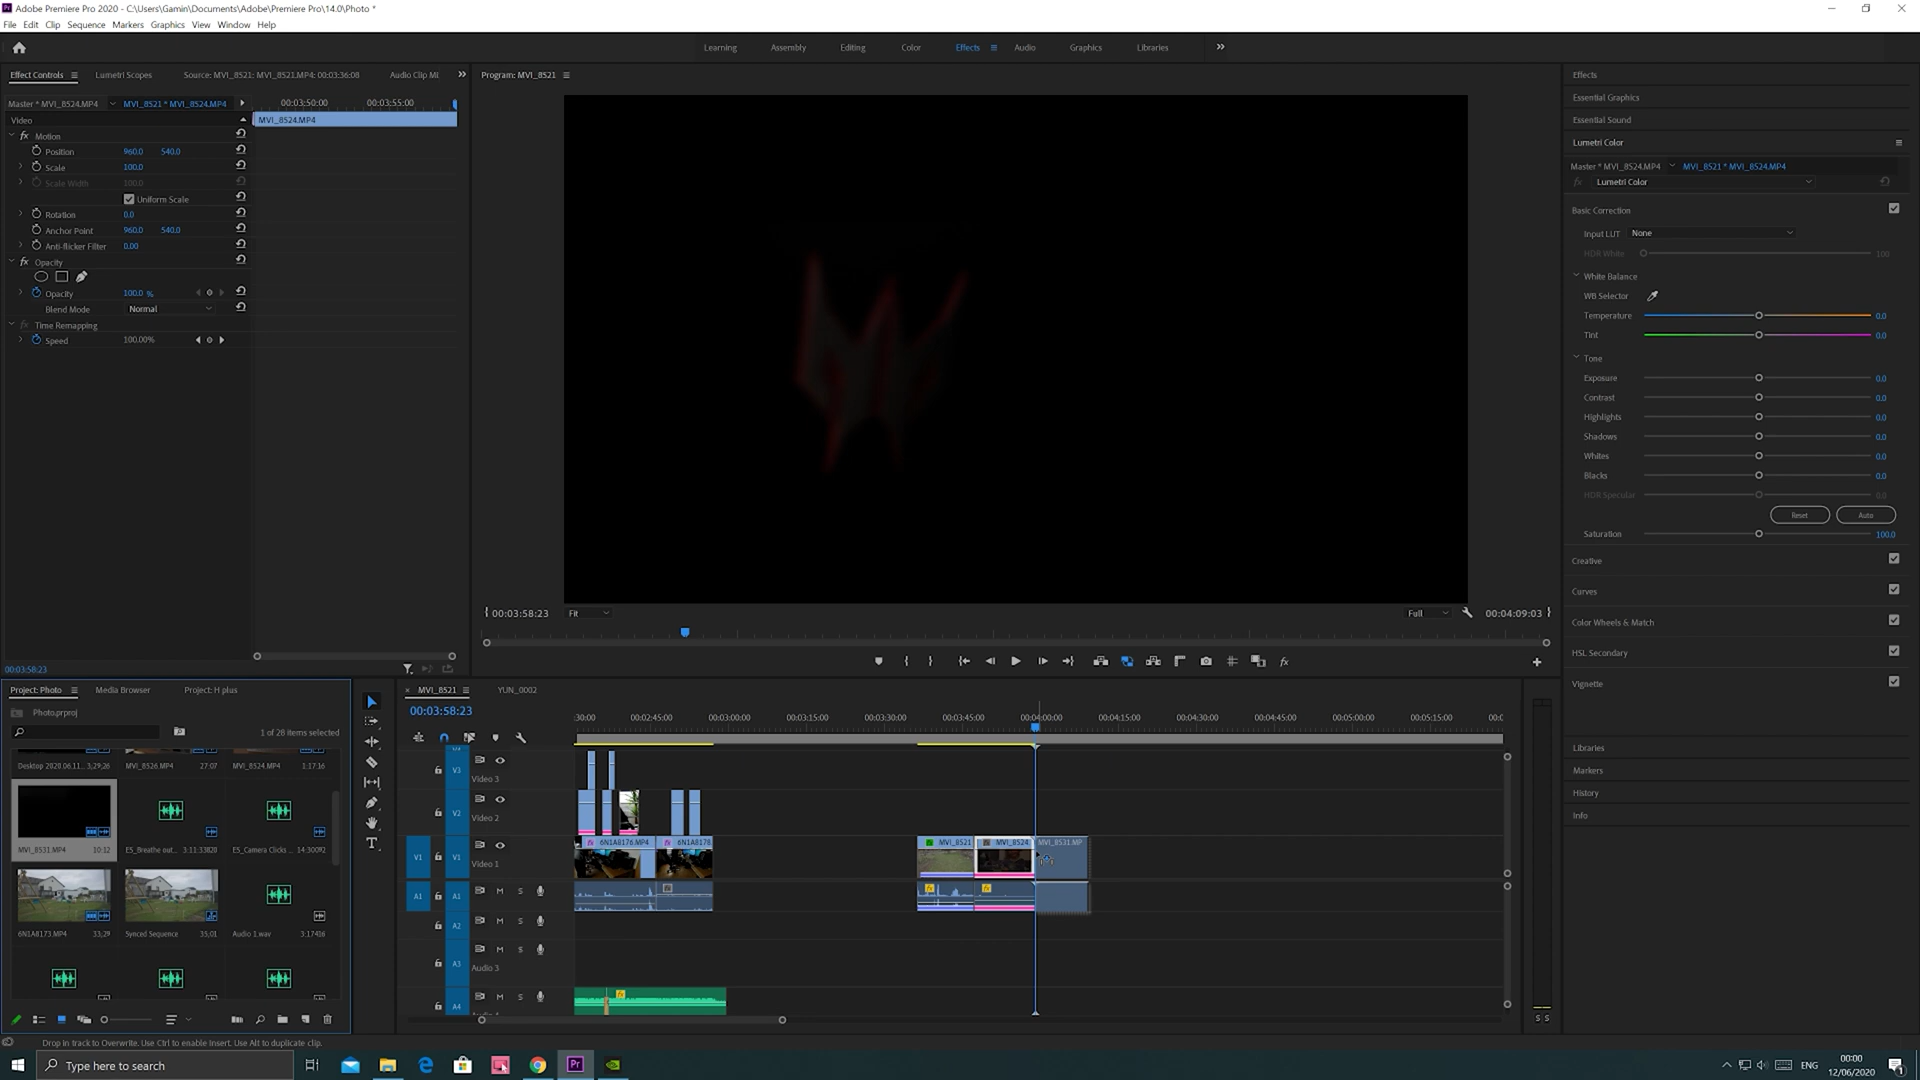 Adobe Premiere Pro 2020 - C:\Users\Gamin\Documents\Adobe\Premiere Pro\14.0\Photo *
File Edit Clip Sequence Markers Graphics View Window Help
Learning Assembly Editing Color Effects Audio Graphics Libraries
Effect Controls Lumetri Scopes Source: MVI_8521: MVI_8521.MP4: 00:03:36:08 Audio Clip Mi
Program: MVI_8521
Master * MVI_8524.MP4 MVI_8521 * MVI_8524.MP4 00:03:50:00 00:03:55:00
Video MVI_8524.MP4
fx Motion
Position 960.0 540.0
Scale 100.0
Scale Width 100.0
Uniform Scale
Rotation 0.0
Anchor Point 960.0 540.0
Anti-flicker Filter 0.00
fx Opacity
Opacity 100.0 %
Blend Mode Normal
fx Time Remapping
Speed 100.00%
00:03:58:23
Effects
Essential Graphics
Essential Sound
Lumetri Color
Master * MVI_8524.MP4 MVI_8521 * MVI_8524.MP4
fx Lumetri Color
Basic Correction
Input LUT None
HDR White 100
White Balance
WB Selector
Temperature 0.0
Tint 0.0
Tone
Exposure 0.0
Contrast 0.0
Highlights 0.0
Shadows 0.0
Whites 0.0
Blacks 0.0
HDR Specular 0.0
Reset Auto
Saturation 100.0
Creative
Curves
Color Wheels & Match
HSL Secondary
Vignette
Libraries
Markers
History
Info
00:03:58:23 Fit Full 00:04:09:03
fx
Project: Photo Media Browser Project: H plus
Photo.prproj
1 of 28 items selected
Desktop 2020.06.11... 3;29;26 MVI_8526.MP4 27:07 MVI_8524.MP4 1:17:16
MVI_8531.MP4 10:12 ES_Breathe out... 3:11:33820 ES_Camera Clicks ... 14:30092
6N1A8173.MP4 33;29 Synced Sequence 35;01 Audio 1.wav 3:17436
MVI_8521 YUN_0002
00:03:58:23
:30:00 00:02:45:00 00:03:00:00 00:03:15:00 00:03:30:00 00:03:45:00 00:04:00:00 00:04:15:00 00:04:30:00 00:04:45:00 00:05:00:00 00:05:15:00
V3 Video 3
V2 Video 2
V1 V1 Video 1
6N1A8176.MP4 6N1A8178. MVI_8521 MVI_8524. MVI_8531.MP
A1 A1 M S
A2 M S
A3 M S Audio 3
A4 M S
S S
Drop in track to Overwrite. Use Ctrl to enable Insert. Use Alt to duplicate clip.
Type here to search
Pr
ENG
00:00
12/06/2020